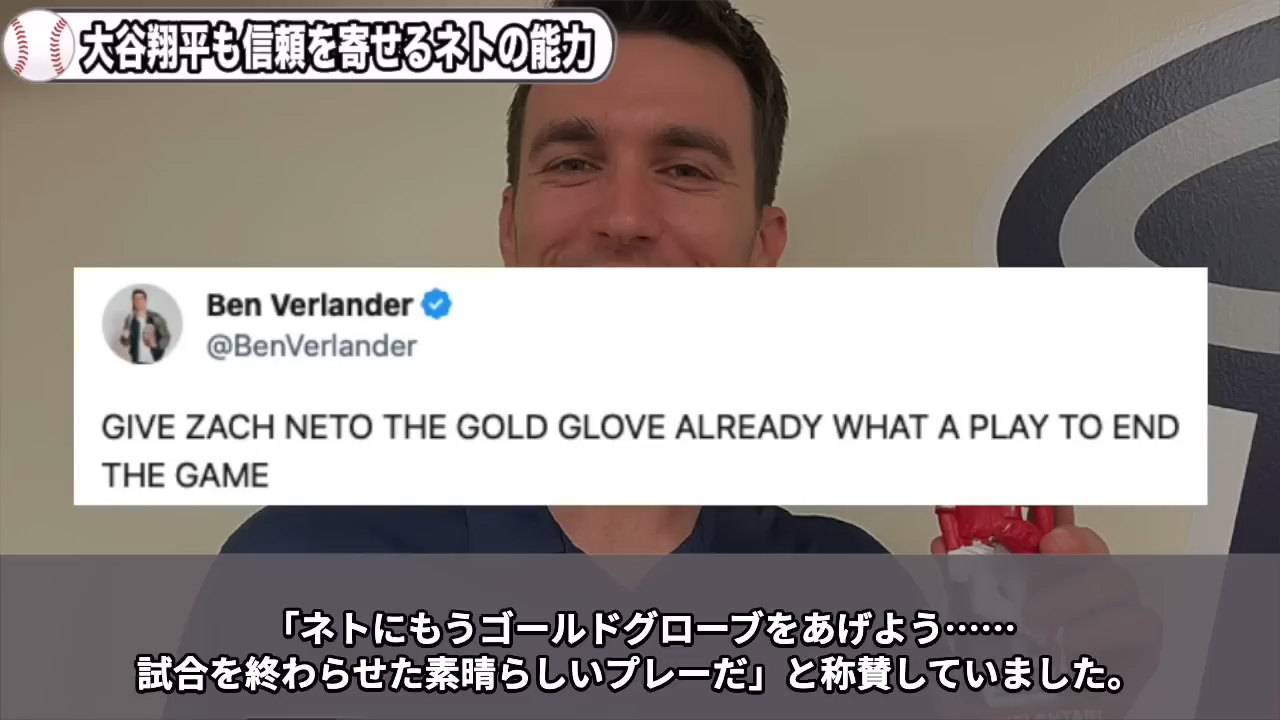 大谷翔平も信頼を寄せるネトの能力
Ben Verlander
@BenVerlander
GIVE ZACH NETO THE GOLD GLOVE ALREADY WHAT A PLAY TO END
THE GAME
「ネトにもうゴールドグローブをあげよう……
試合を終わらせた素晴らしいプレーだ」と称賛していました。